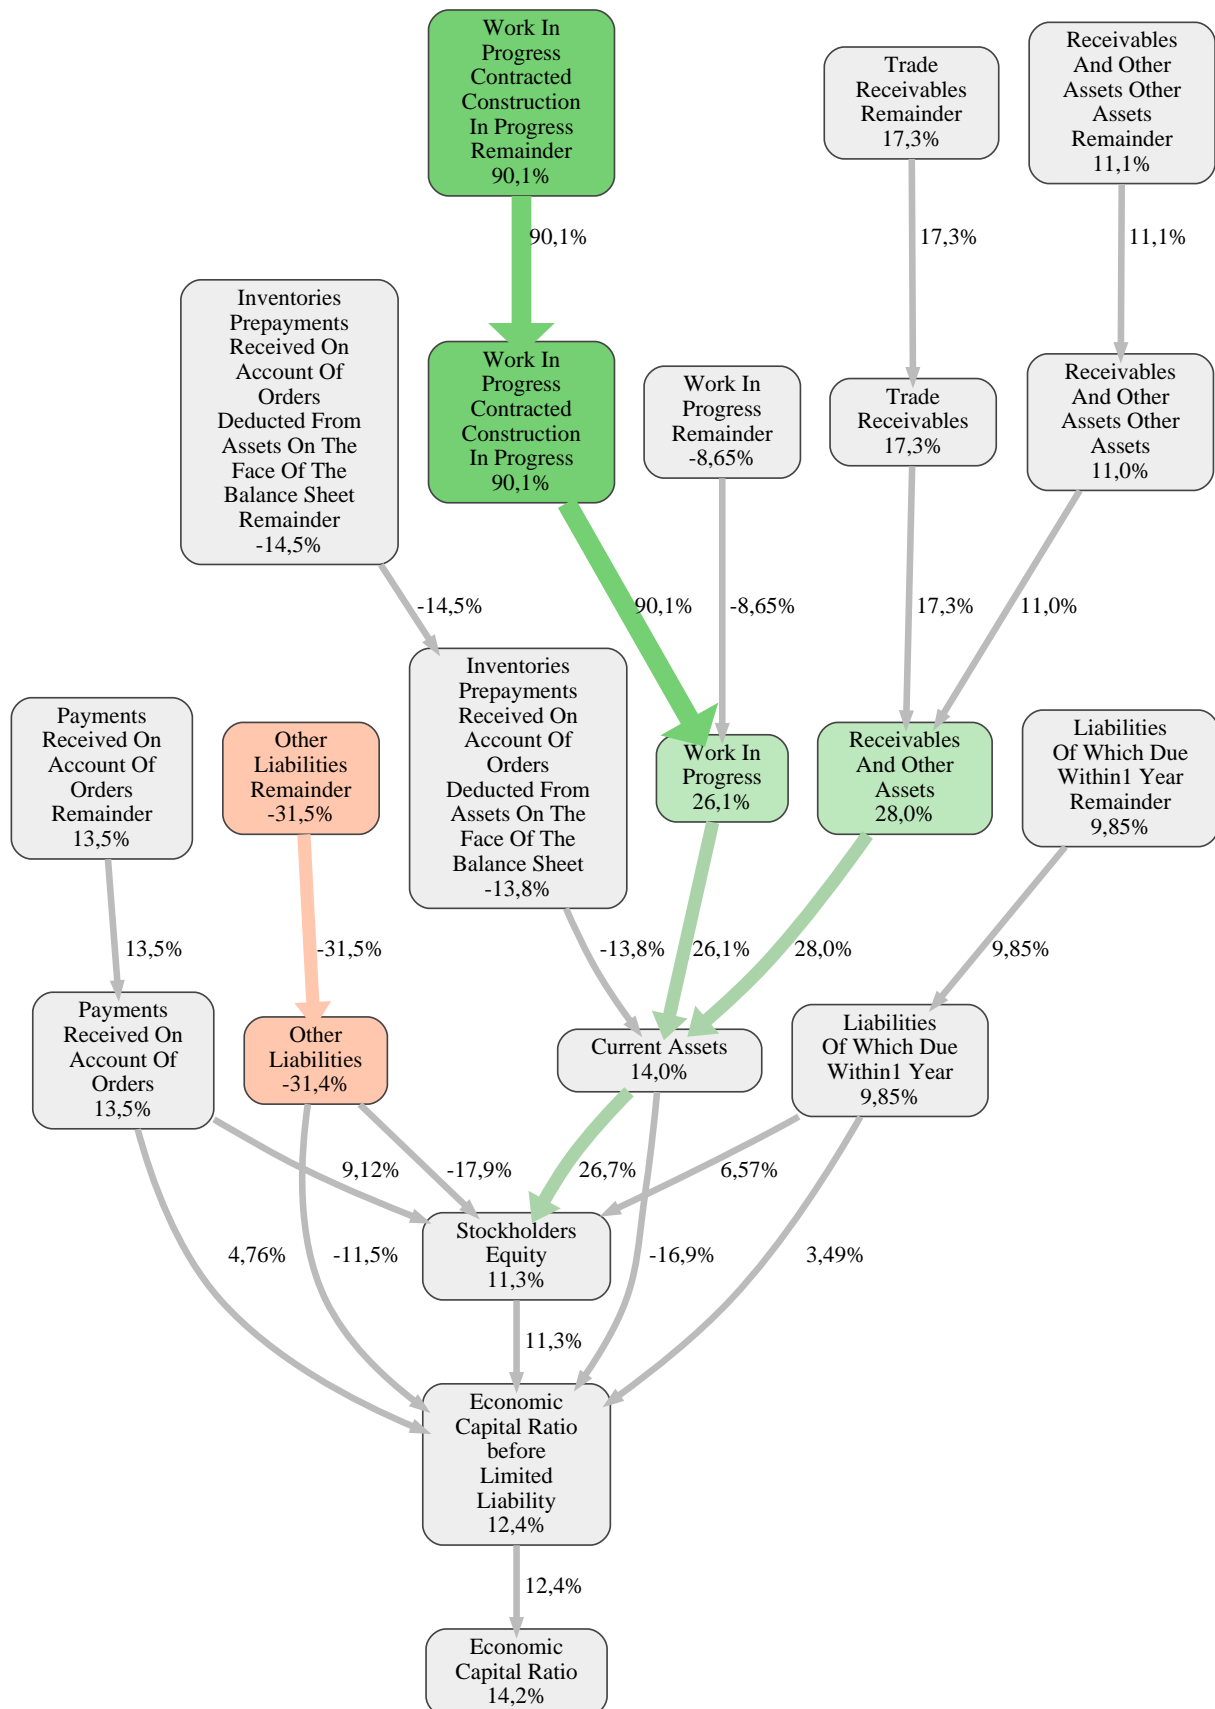 Work In
Progress
Contracted
Construction
In Progress
Remainder
90,1%
Trade
Receivables
Remainder
17,3%
Receivables
And Other
Assets Other
Assets
Remainder
11,1%
90,1%
17,3%
11,1%
Inventories
Prepayments
Received On
Account Of
Orders
Deducted From
Assets On The
Face Of The
Balance Sheet
Remainder
-14,5%
Work In
Progress
Contracted
Construction
In Progress
90,1%
Work In
Progress
Remainder
-8,65%
Trade
Receivables
17,3%
Receivables
And Other
Assets Other
Assets
11,0%
-14,5%
90,1%
-8,65%
17,3%
11,0%
Payments
Received On
Account Of
Orders
Remainder
13,5%
Other
Liabilities
Remainder
-31,5%
Inventories
Prepayments
Received On
Account Of
Orders
Deducted From
Assets On The
Face Of The
Balance Sheet
-13,8%
Work In
Progress
26,1%
Receivables
And Other
Assets
28,0%
Liabilities
Of Which Due
Within1 Year
Remainder
9,85%
13,5%
-31,5%
-13,8%
26,1%
28,0%
9,85%
Payments
Received On
Account Of
Orders
13,5%
Other
Liabilities
-31,4%
Current Assets
14,0%
Liabilities
Of Which Due
Within1 Year
9,85%
9,12%
-17,9%
26,7%
6,57%
4,76%
-11,5%
Stockholders
Equity
11,3%
-16,9%
3,49%
11,3%
Economic
Capital Ratio
before
Limited
Liability
12,4%
12,4%
Economic
Capital Ratio
14,2%